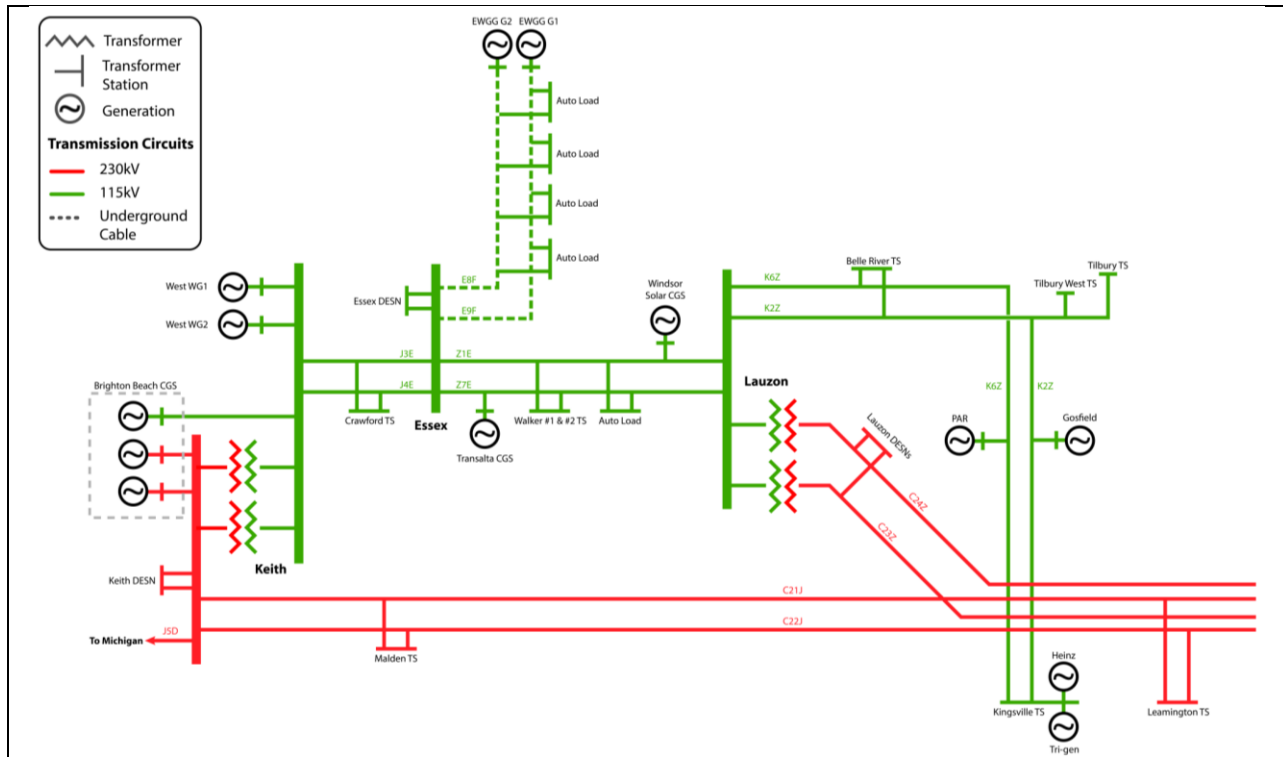 Transformer
Transformer
Station
Generation
Transmission Circuits
230kV
115kV
Underground
Cable
EWGG G2
EWGG G1
Auto Load
Auto Load
Auto Load
Auto Load
West WG1
West WG2
Essex DESN
E8F
E9F
Windsor
Solar CGS
Belle River TS
Tilbury TS
Tilbury West TS
K6Z
K2Z
J3E
Z1E
J4E
Z7E
Brighton Beach CGS
Crawford TS
Essex
Transalta CGS
Walker #1 & #2 TS
Auto Load
Lauzon
Lauzon DESNs
K6Z
K2Z
PAR
Gosfield
C24Z
C23Z
Keith
Keith DESN
C21J
To Michigan
J5D
C22J
Malden TS
Heinz
Kingsville TS
Tri-gen
Leamington TS